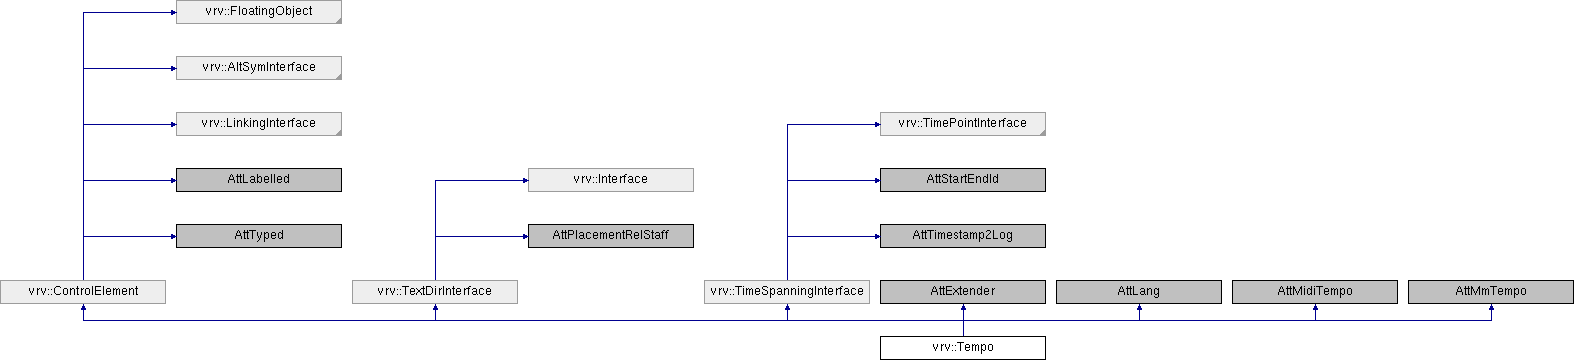 vrv::FloatingObject
vrv::AltSymInterface
vrv::LinkingInterface
vrv::TimePointInterface
AttLabelled
vrv::Interface
AttStartEndId
AttTyped
AttPlacementRelStaff
AttTimestamp2Log
vrv::ControlElement
vrv::TextDirInterface
vrv::TimeSpanningInterface
AttExtender
AttLang
AttMidiTempo
AttMmTempo
vrv::Tempo